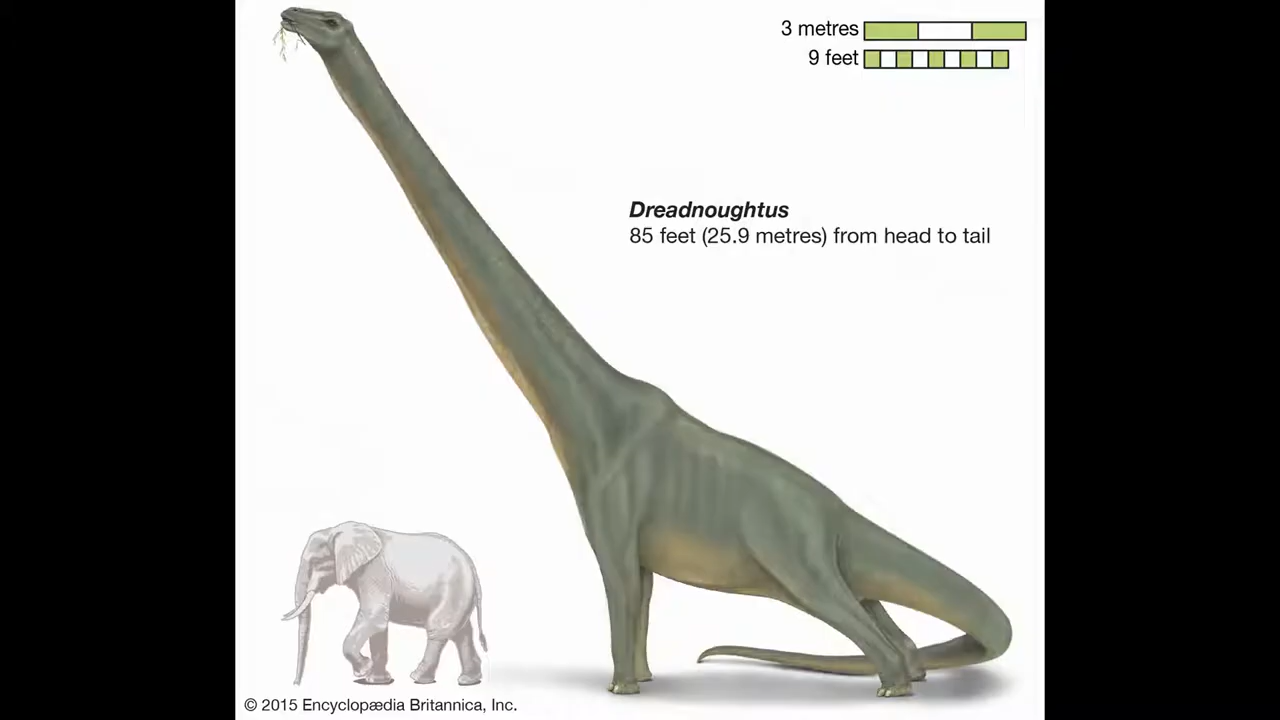 3 metres
9 feet
Dreadnoughtus
85 feet (25.9 metres) from head to tail
© 2015 Encyclopædia Britannica, Inc.